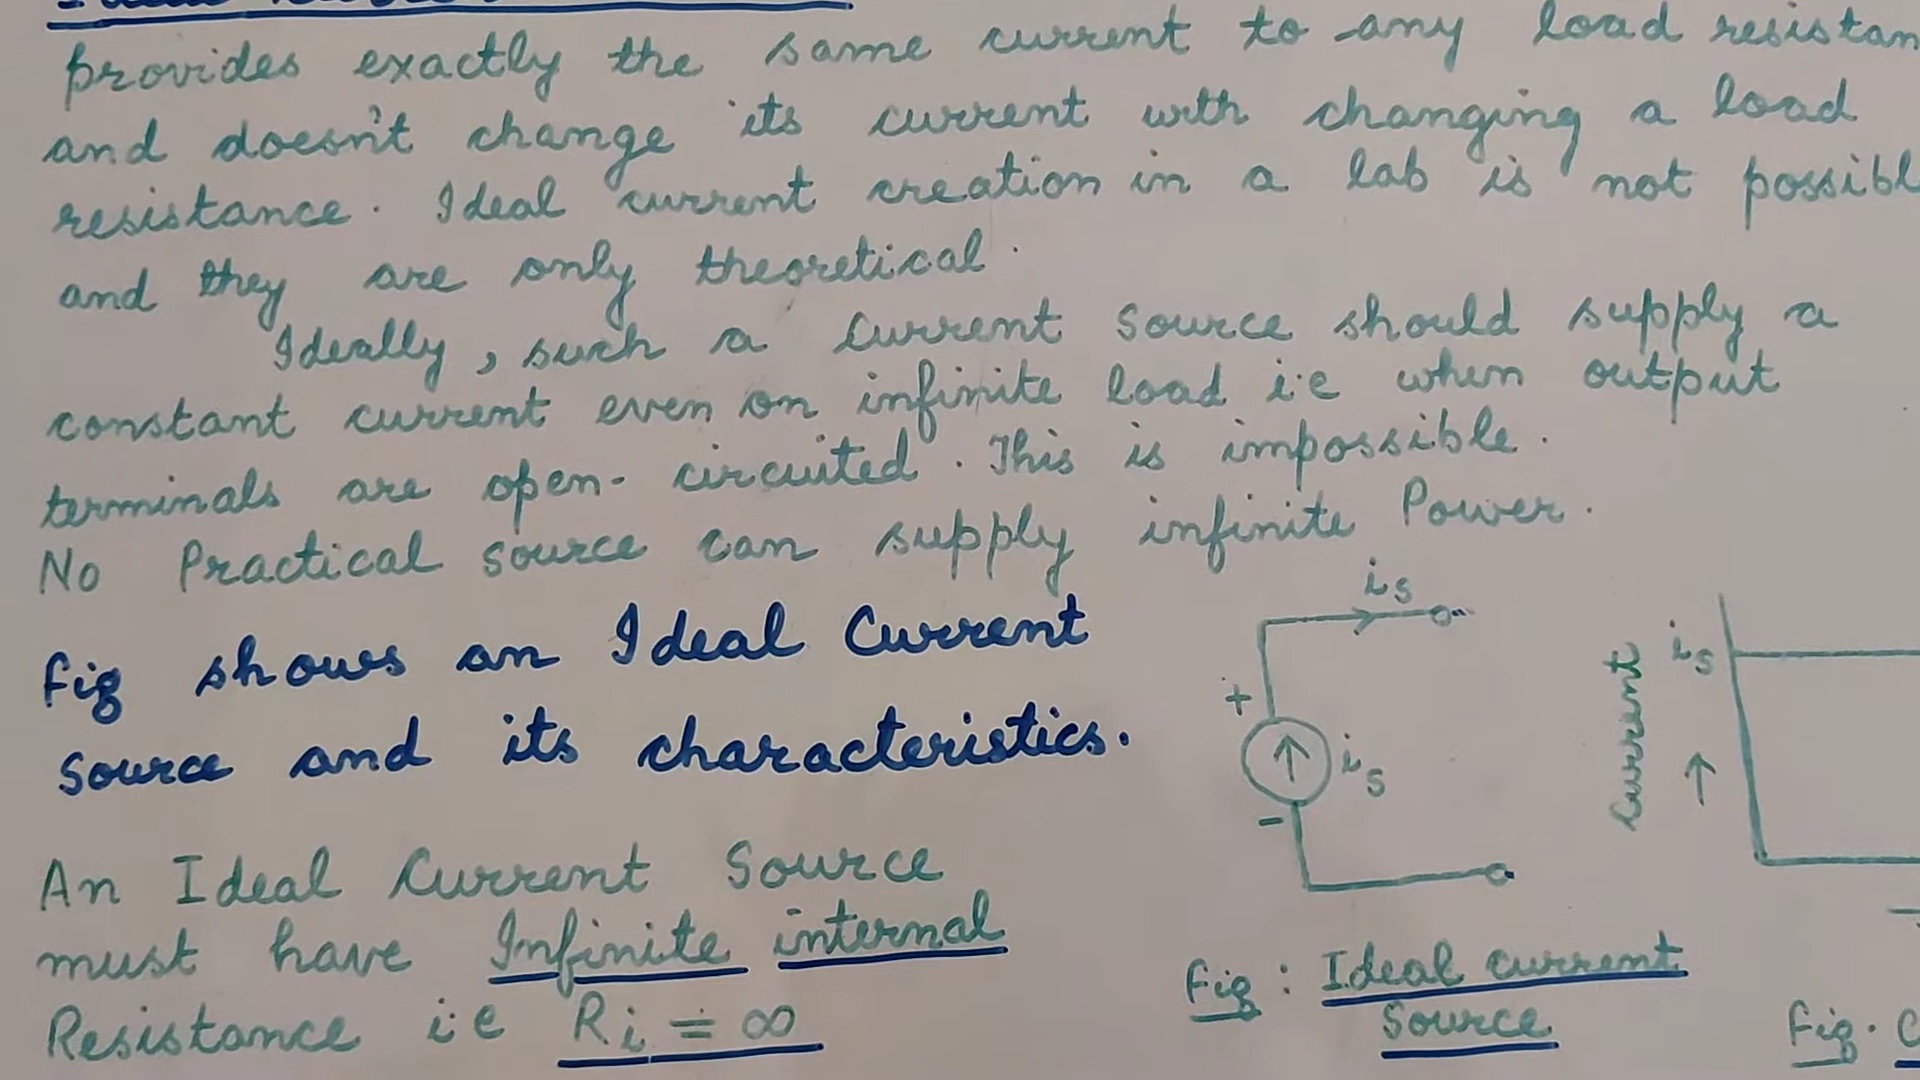 provides exactly the same current to any load resistan
and doesn't change its current with changing a load
resistance. Ideal current creation in a lab is not possibl
and they are only theoretical.
Ideally, such a current source should supply a
constant current even on infinite load i.e when output
terminals are open-circuited. This is impossible.
No Practical source can supply infinite Power.
Fig shows an Ideal Current
Source and its characteristics.
An Ideal Current Source
must have Infinite internal
Resistance i.e Ri = ∞
is
+
is
-
Fig : Ideal current
Source
is
Current
↑
Fig. C